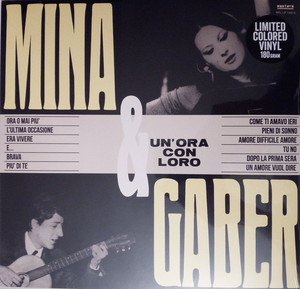 MINA
LIMITED
COLORED
VINYL
180 GRAM
ORA O MAI PIU'
L'ULTIMA OCCASIONE
ERA VIVERE
E...
BRAVA
PIU' DI TE'
&
UN'ORA
CON
LORO
COME TI AMAVO IERI
PIENI DI SONNO
AMORE DIFFICILE AMORE
TU NO
DOPO LA PRIMA SERA
UN AMORE VUOL DIRE
GABER